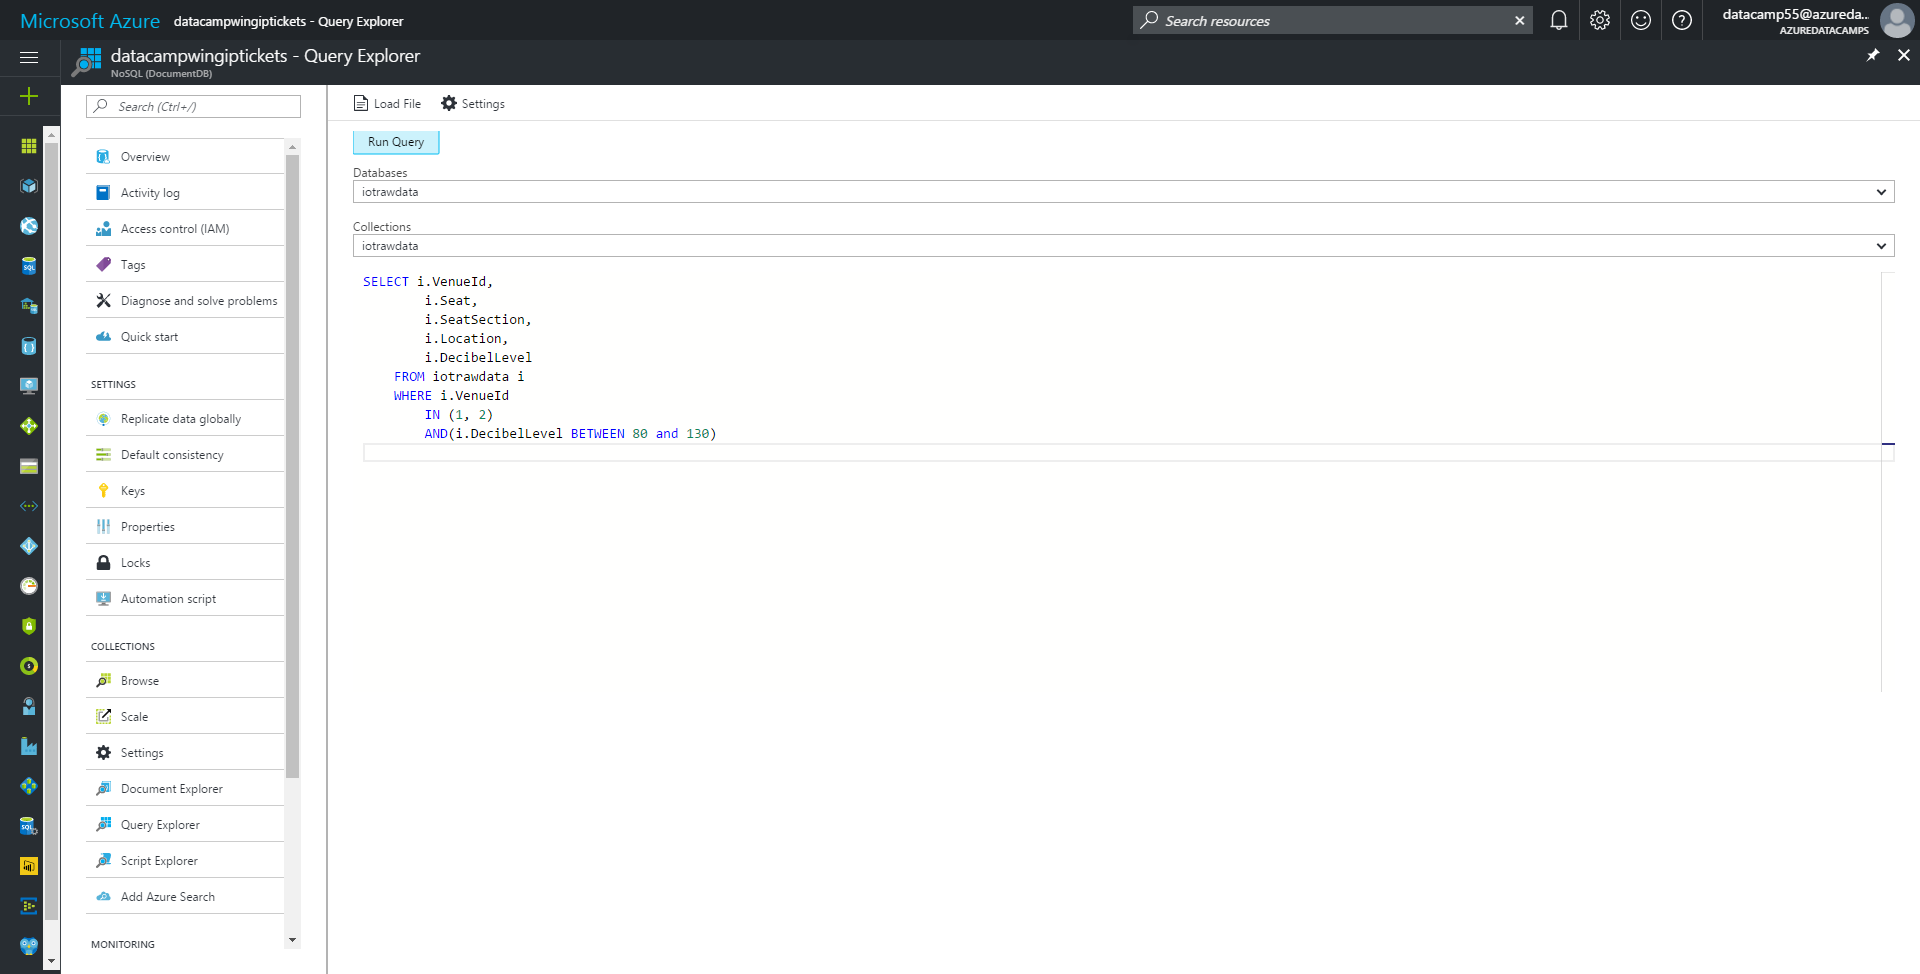 Microsoft Azure datacampwingiptickets - Query Explorer
Search resources
datacamp55@azureda...
AZUREDATACAMPS
datacampwingiptickets - Query Explorer
NoSQL (DocumentDB)
Search (Ctrl+/)
Overview
Activity log
Access control (IAM)
Tags
Diagnose and solve problems
Quick start
SETTINGS
Replicate data globally
Default consistency
Keys
Properties
Locks
Automation script
COLLECTIONS
Browse
Scale
Settings
Document Explorer
Query Explorer
Script Explorer
Add Azure Search
MONITORING
Load File Settings
Run Query
Databases
iotrawdata
Collections
iotrawdata
SELECT i.VenueId,
i.Seat,
i.SeatSection,
i.Location,
i.DecibelLevel
FROM iotrawdata i
WHERE i.VenueId
IN (1, 2)
AND(i.DecibelLevel BETWEEN 80 and 130)